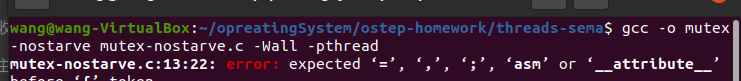 wang@wang-VirtualBox:~/opreatingSystem/ostep-homework/threads-sema$ gcc -o mutex
-nostarve mutex-nostarve.c -Wall -pthread
mutex-nostarve.c:13:22: error: expected ‘=’, ‘,’, ‘;’, ‘asm’ or ‘__attribute__’
before ‘{’ token